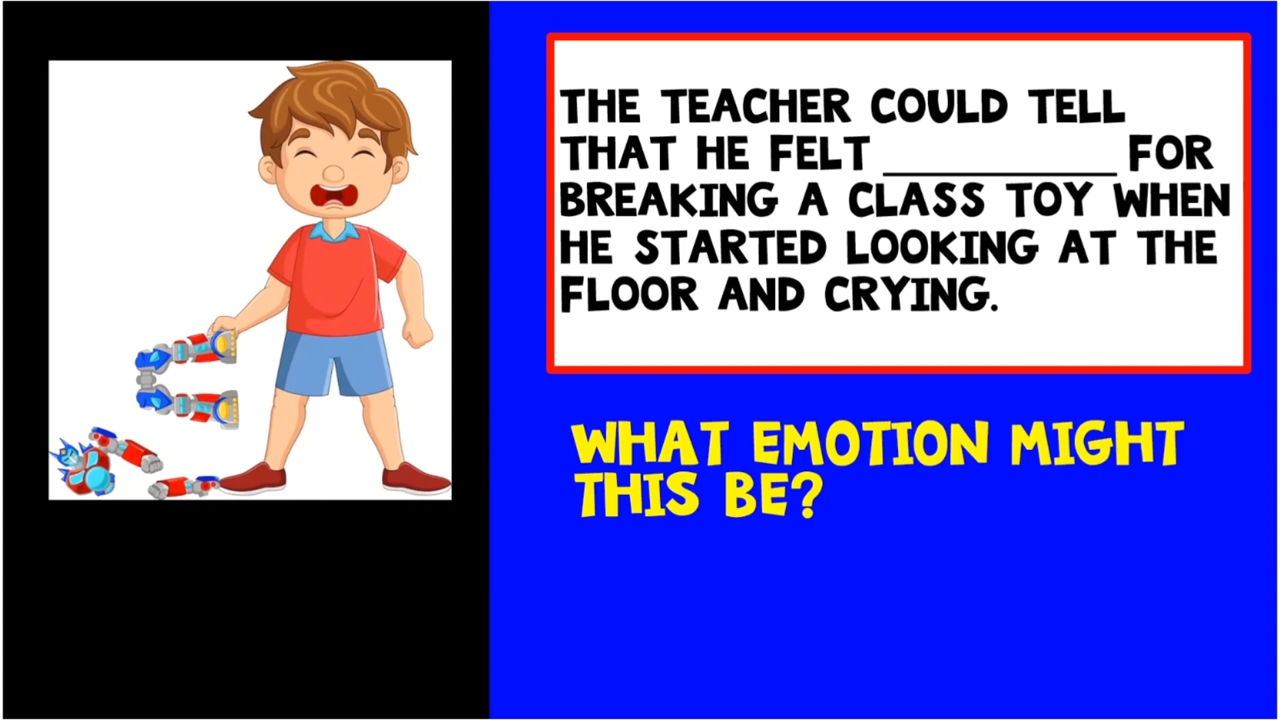 THE TEACHER COULD TELL
THAT HE FELT __________ FOR
BREAKING A CLASS TOY WHEN
HE STARTED LOOKING AT THE
FLOOR AND CRYING.
WHAT EMOTION MIGHT
THIS BE?